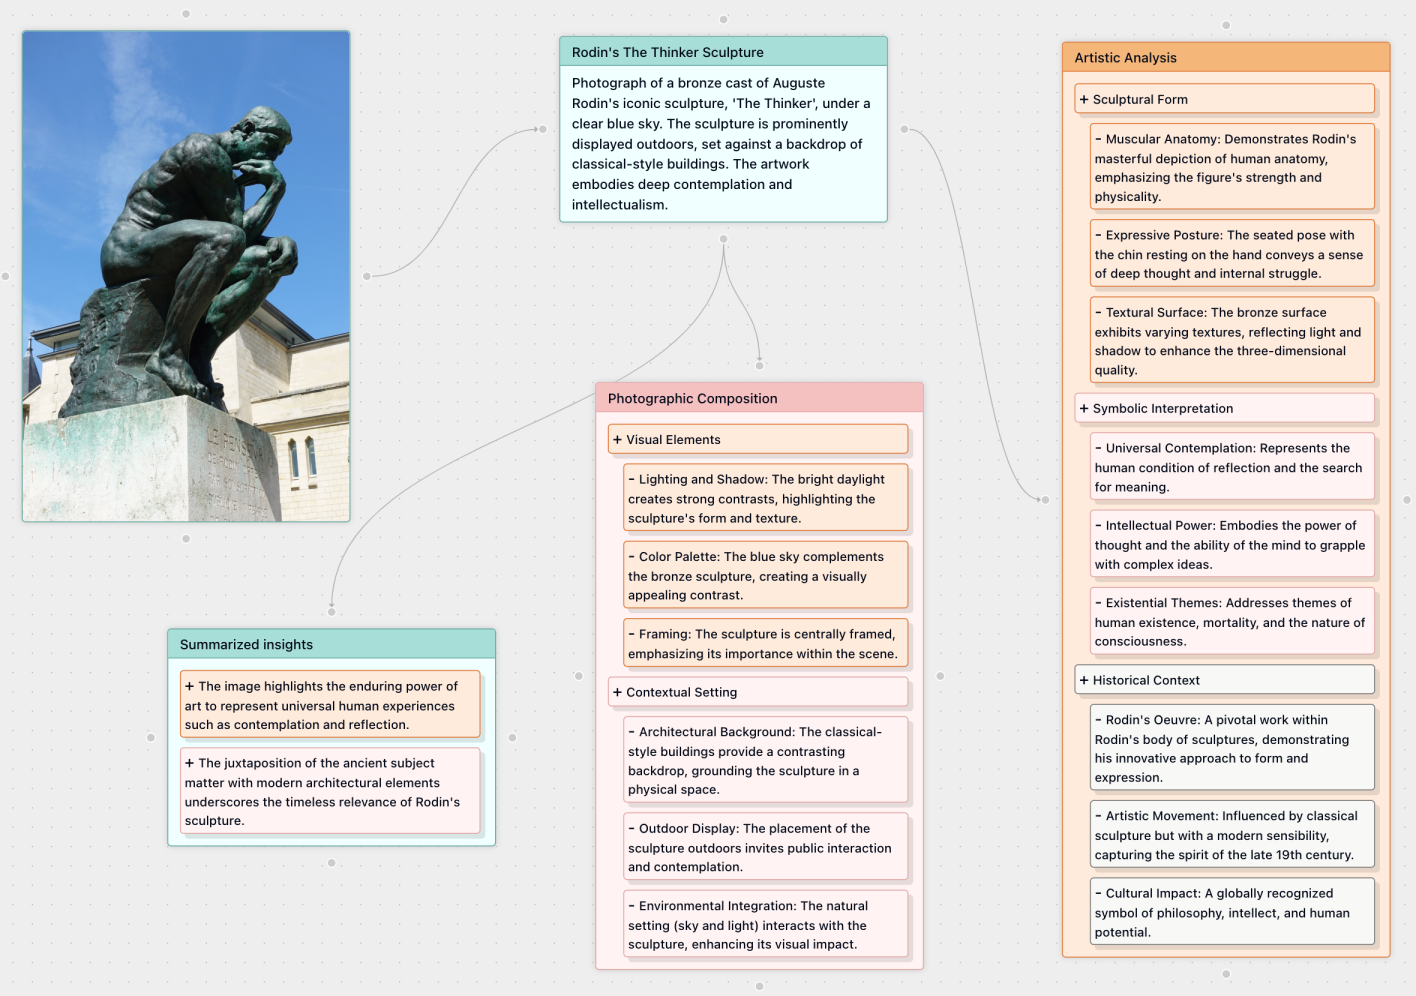 LE PENSEUR
Rodin's The Thinker Sculpture
Photograph of a bronze cast of Auguste
Rodin's iconic sculpture, 'The Thinker', under a
clear blue sky. The sculpture is prominently
displayed outdoors, set against a backdrop of
classical-style buildings. The artwork
embodies deep contemplation and
intellectualism.
Summarized insights
+ The image highlights the enduring power of
art to represent universal human experiences
such as contemplation and reflection.
+ The juxtaposition of the ancient subject
matter with modern architectural elements
underscores the timeless relevance of Rodin's
sculpture.
Photographic Composition
+ Visual Elements
- Lighting and Shadow: The bright daylight
creates strong contrasts, highlighting the
sculpture's form and texture.
- Color Palette: The blue sky complements
the bronze sculpture, creating a visually
appealing contrast.
- Framing: The sculpture is centrally framed,
emphasizing its importance within the scene.
+ Contextual Setting
- Architectural Background: The classical-
style buildings provide a contrasting
backdrop, grounding the sculpture in a
physical space.
- Outdoor Display: The placement of the
sculpture outdoors invites public interaction
and contemplation.
- Environmental Integration: The natural
setting (sky and light) interacts with the
sculpture, enhancing its visual impact.
Artistic Analysis
+ Sculptural Form
- Muscular Anatomy: Demonstrates Rodin's
masterful depiction of human anatomy,
emphasizing the figure's strength and
physicality.
- Expressive Posture: The seated pose with
the chin resting on the hand conveys a sense
of deep thought and internal struggle.
- Textural Surface: The bronze surface
exhibits varying textures, reflecting light and
shadow to enhance the three-dimensional
quality.
+ Symbolic Interpretation
- Universal Contemplation: Represents the
human condition of reflection and the search
for meaning.
- Intellectual Power: Embodies the power of
thought and the ability of the mind to grapple
with complex ideas.
- Existential Themes: Addresses themes of
human existence, mortality, and the nature of
consciousness.
+ Historical Context
- Rodin's Oeuvre: A pivotal work within
Rodin's body of sculptures, demonstrating
his innovative approach to form and
expression.
- Artistic Movement: Influenced by classical
sculpture but with a modern sensibility,
capturing the spirit of the late 19th century.
- Cultural Impact: A globally recognized
symbol of philosophy, intellect, and human
potential.